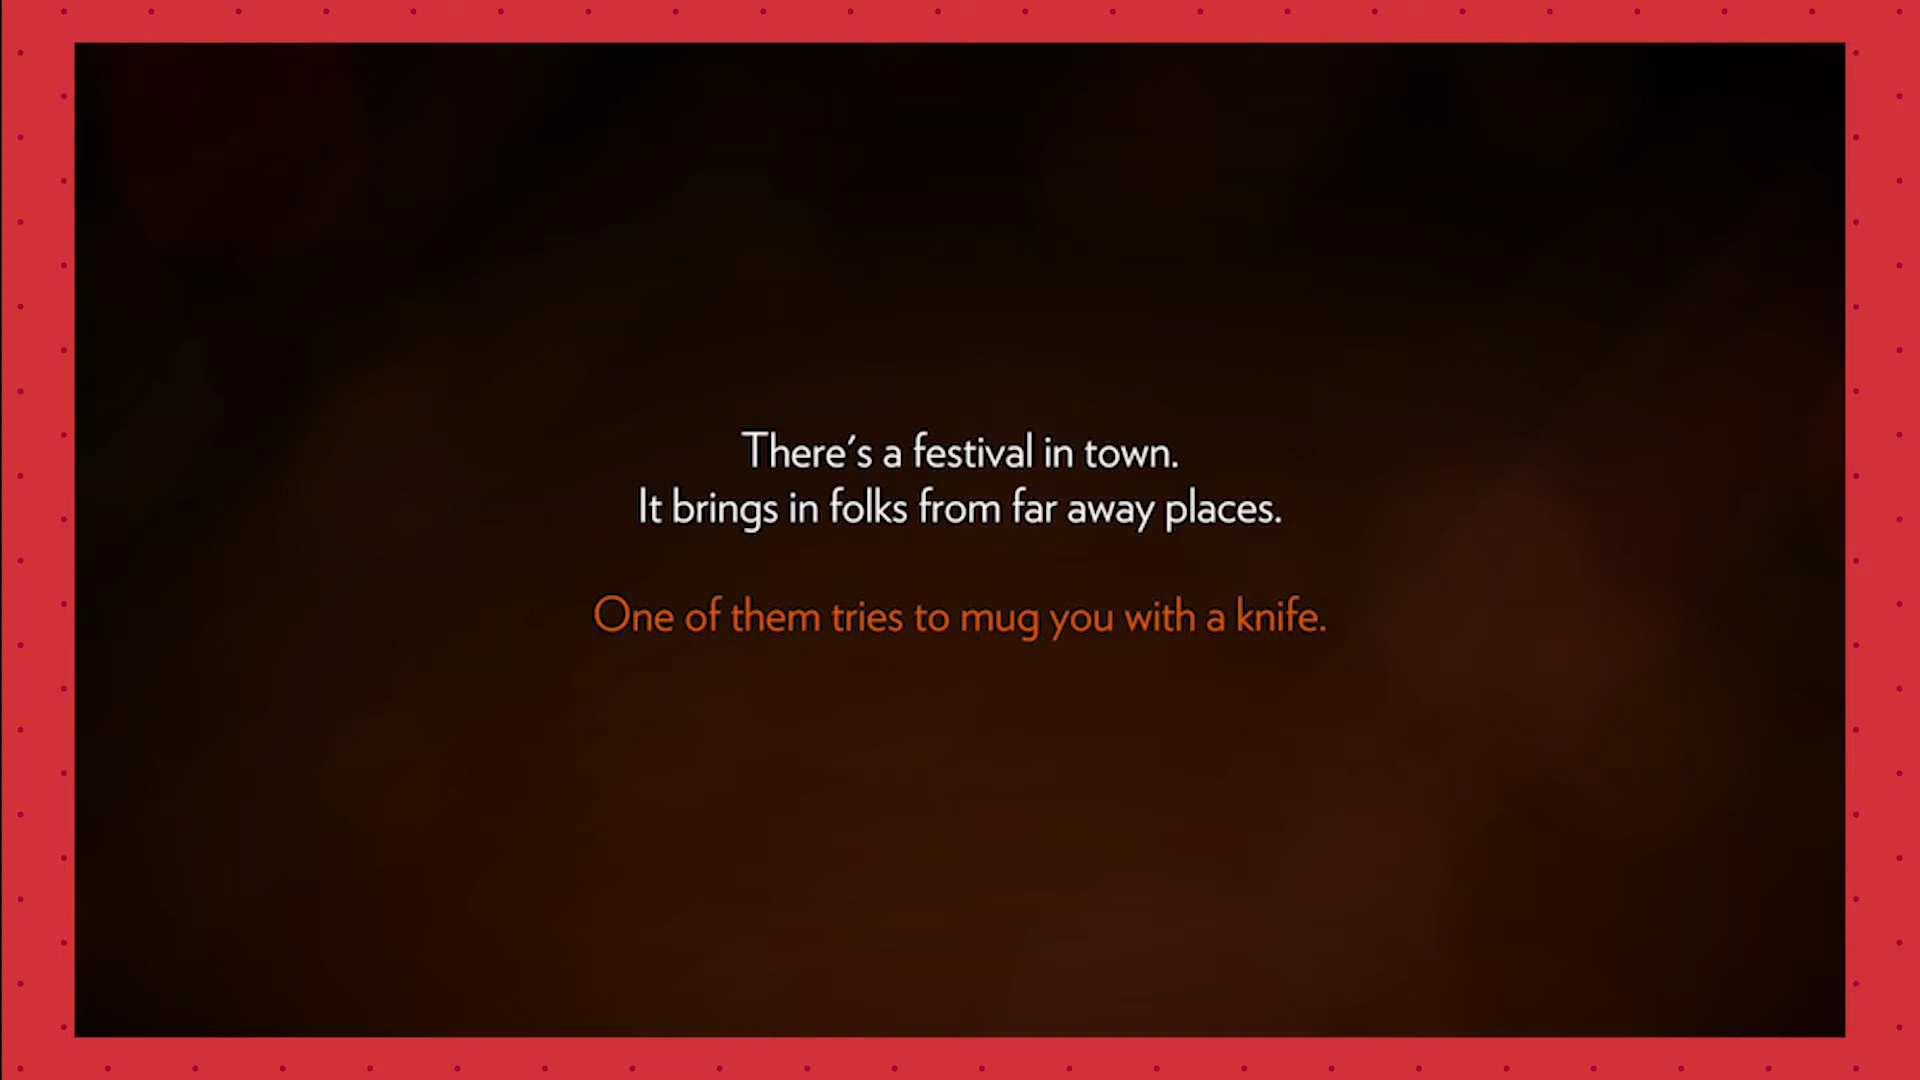 There's a festival in town.
It brings in folks from far away places.
One of them tries to mug you with a knife.